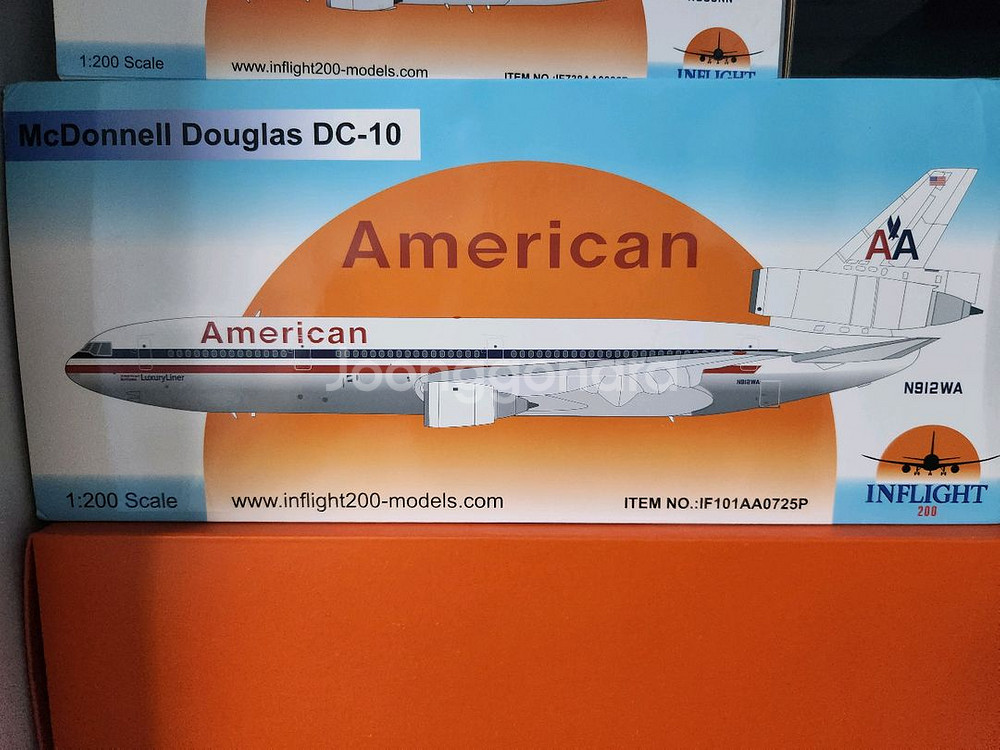 1:200 Scale
www.inflight200-models.com
INFLIGHT
McDonnell Douglas DC-10
American
AA
American
LuxuryLiner
N912WA
N912WA
Joonggonara
1:200 Scale
www.inflight200-models.com
ITEM NO.:IF101AA0725P
INFLIGHT
200